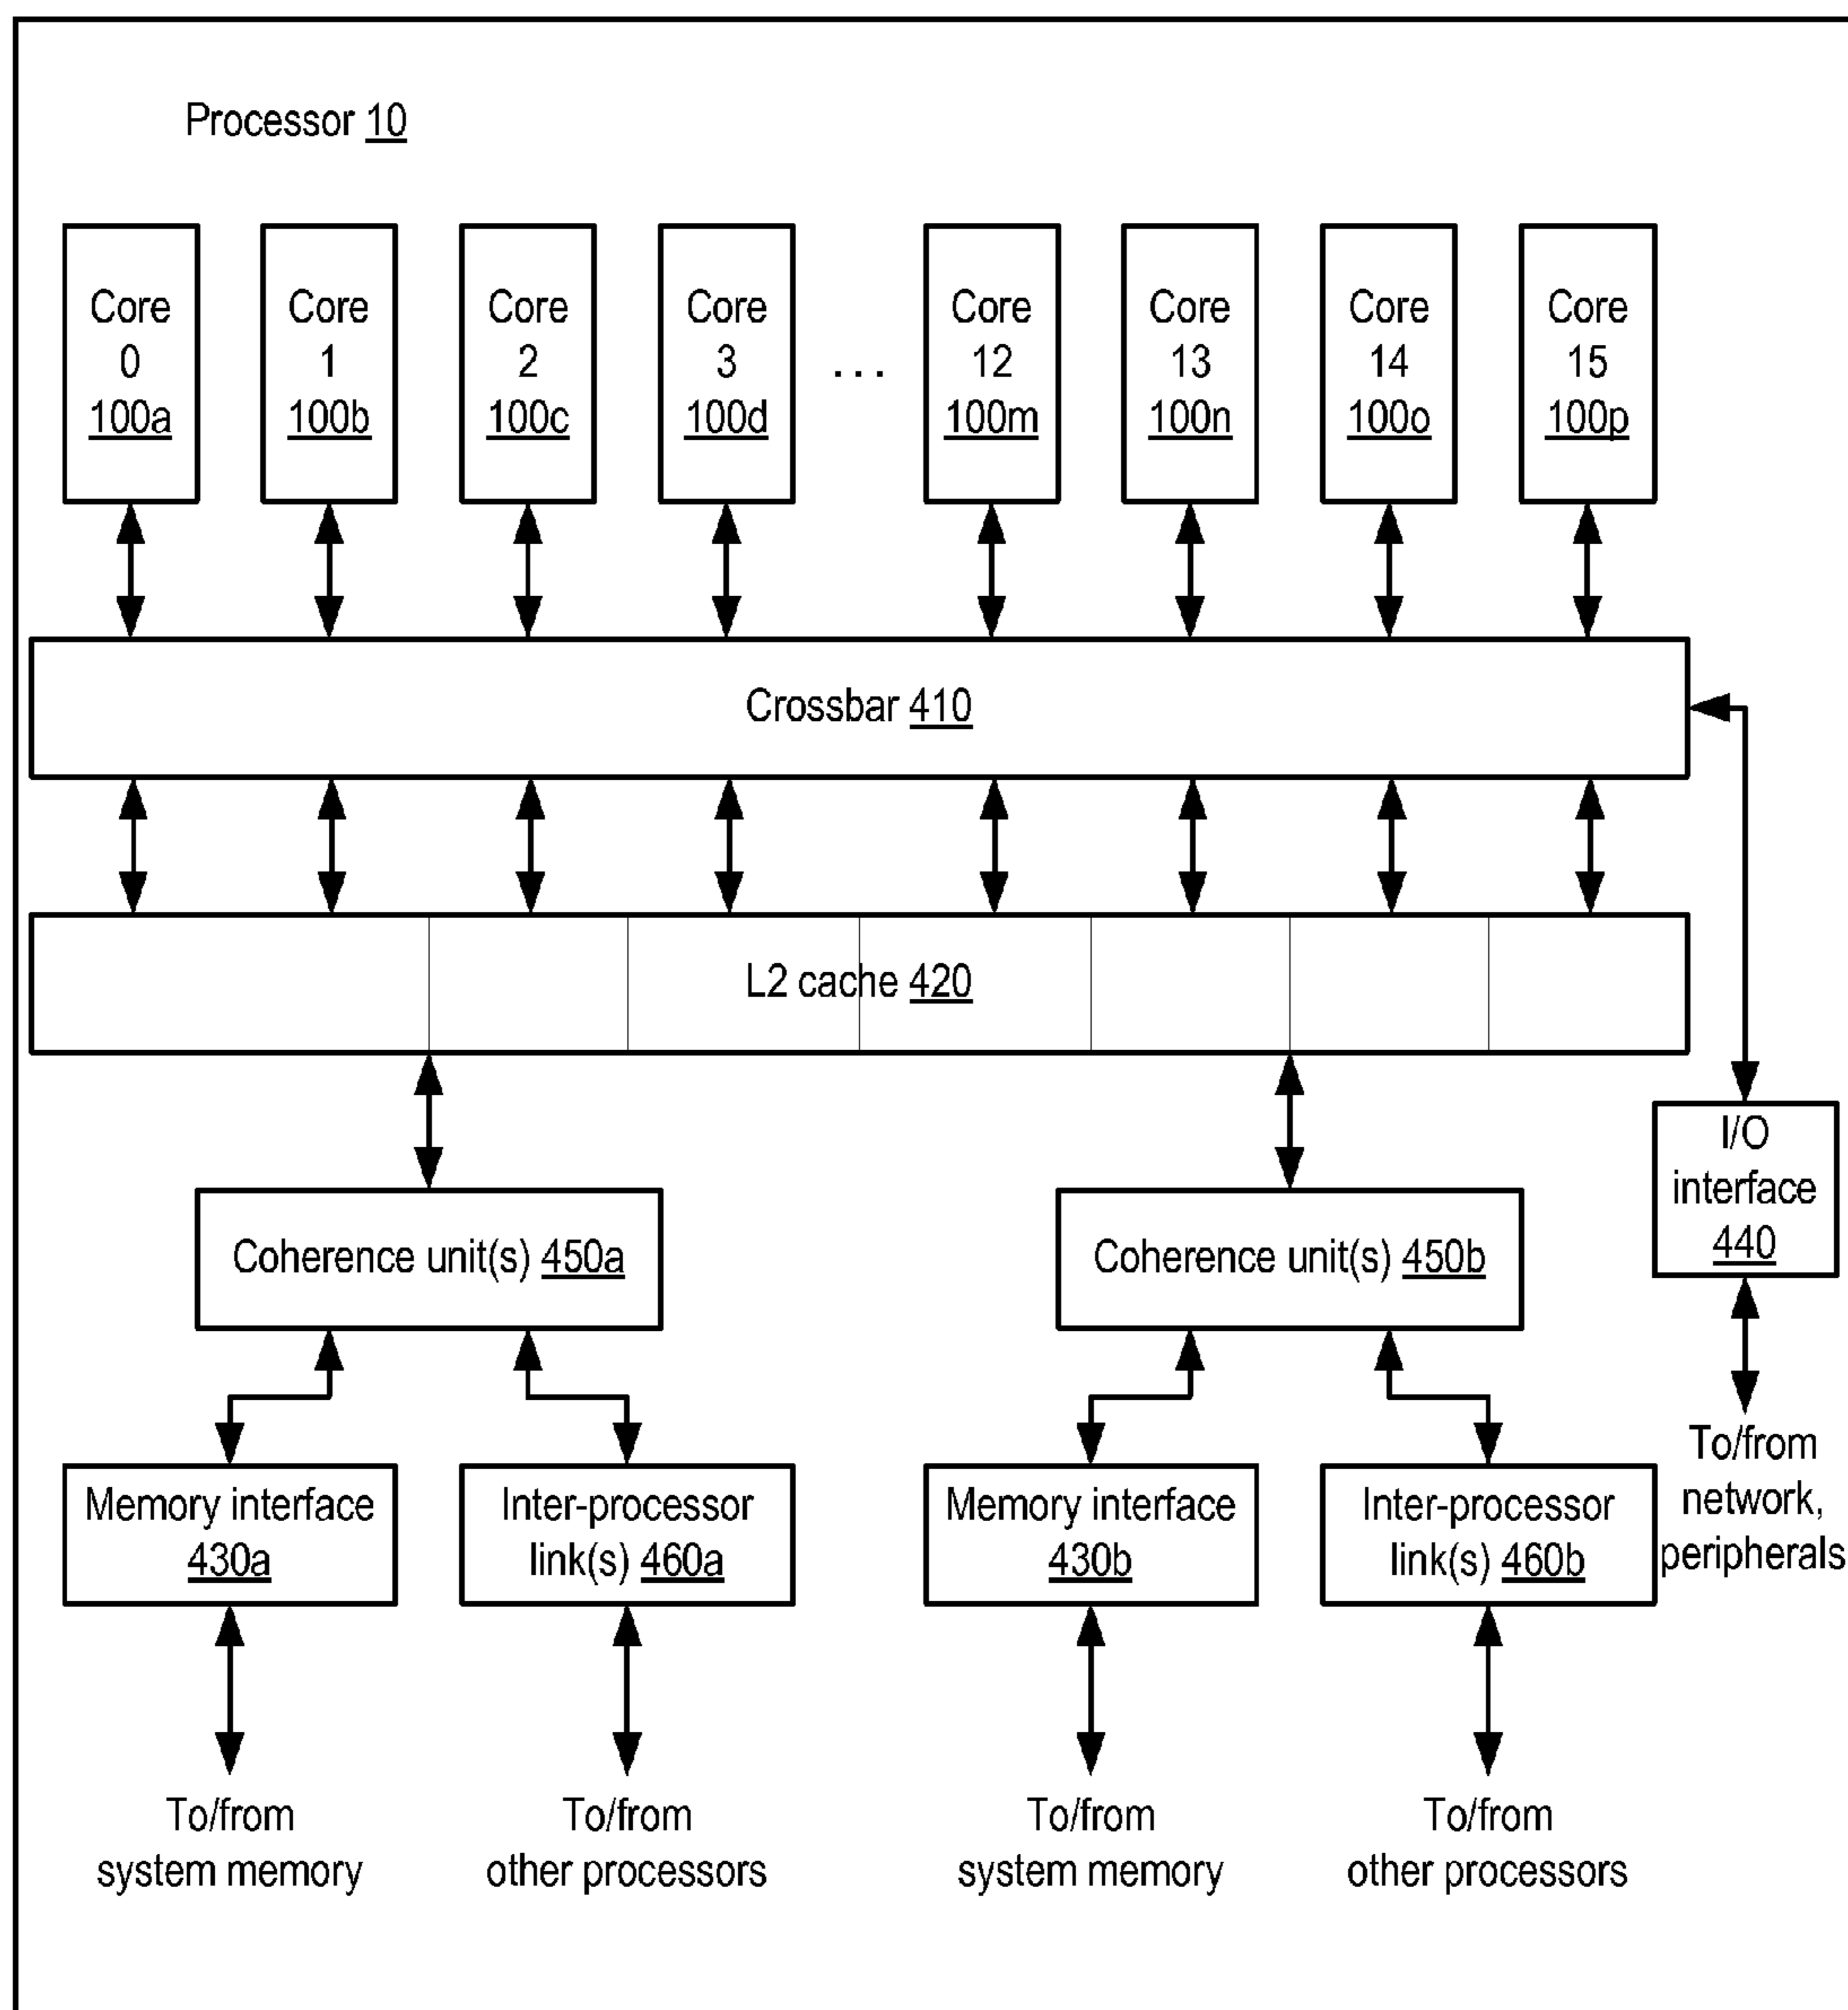 Processor 10
Core
0
100a
Core
1
100b
Core
2
100c
Core
3
100d
...
Core
12
100m
Core
13
100n
Core
14
100o
Core
15
100p
Crossbar 410
L2 cache 420
I/O
interface
440
Coherence unit(s) 450a
Coherence unit(s) 450b
To/from
network,
peripherals
Memory interface
430a
Inter-processor
link(s) 460a
Memory interface
430b
Inter-processor
link(s) 460b
To/from
system memory
To/from
other processors
To/from
system memory
To/from
other processors